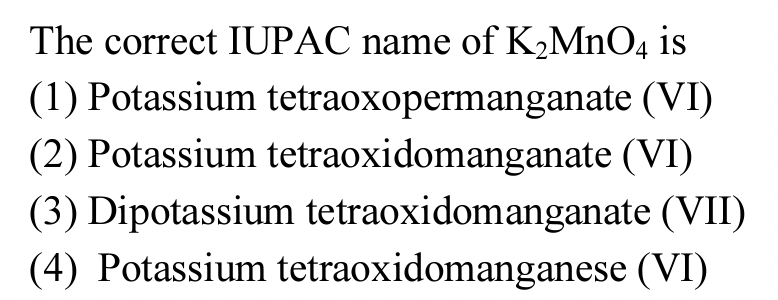 The correct IUPAC name of K₂MnO₄ is
(1) Potassium tetraoxopermanganate (VI)
(2) Potassium tetraoxidomanganate (VI)
(3) Dipotassium tetraoxidomanganate (VII)
(4) Potassium tetraoxidomanganese (VI)